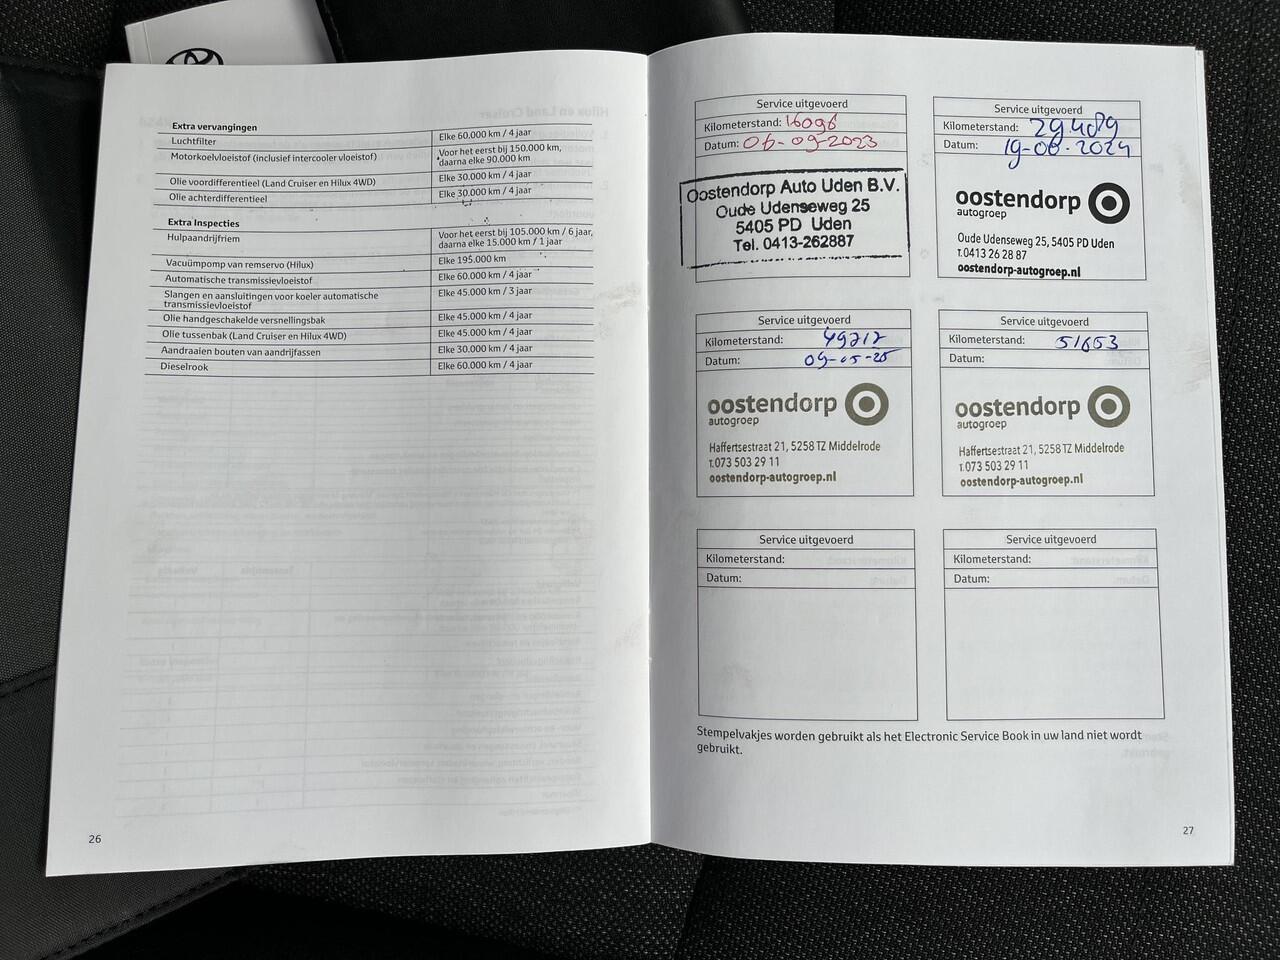 Extra vervangingen
Luchtfilter Elke 60.000 km / 4 jaar
Motorkoelvloeistof (inclusief intercooler vloeistof) Voor het eerst bij 150.000 km,
daarna elke 90.000 km
Olie voordifferentieel (Land Cruiser en Hilux 4WD) Elke 30.000 km / 4 jaar
Olie achterdifferentieel Elke 30.000 km / 4 jaar
Extra Inspecties
Hulpaandrijfriem Voor het eerst bij 105.000 km / 6 jaar,
daarna elke 15.000 km / 1 jaar
Vacuümpomp van remservo (Hilux) Elke 195.000 km
Automatische transmissievloeistof Elke 60.000 km / 4 jaar
Slangen en aansluitingen voor koeler automatische
transmissievloeistof Elke 45.000 km / 3 jaar
Olie handgeschakelde versnellingsbak Elke 45.000 km / 4 jaar
Olie tussenbak (Land Cruiser en Hilux 4WD) Elke 45.000 km / 4 jaar
Aandraaien bouten van aandrijfassen Elke 30.000 km / 4 jaar
Dieselrook Elke 60.000 km / 4 jaar
26
Service uitgevoerd
Kilometerstand: 16098
Datum: 06-09-2023
Oostendorp Auto Uden B.V.
Oude Udenseweg 25
5405 PD Uden
Tel. 0413-262887
Service uitgevoerd
Kilometerstand: 29.489
Datum: 19-08-2024
oostendorp
autogroep
Oude Udenseweg 25, 5405 PD Uden
T.0413 26 28 87
oostendorp-autogroep.nl
Service uitgevoerd
Kilometerstand: 49212
Datum: 09-05-25
oostendorp
autogroep
Haffertsestraat 21, 5258 TZ Middelrode
T.073 503 29 11
oostendorp-autogroep.nl
Service uitgevoerd
Kilometerstand: 51653
Datum:
oostendorp
autogroep
Haffertsestraat 21, 5258 TZ Middelrode
T.073 503 29 11
oostendorp-autogroep.nl
Service uitgevoerd
Kilometerstand:
Datum:
Service uitgevoerd
Kilometerstand:
Datum:
Stempelvakjes worden gebruikt als het Electronic Service Book in uw land niet wordt
gebruikt.
27